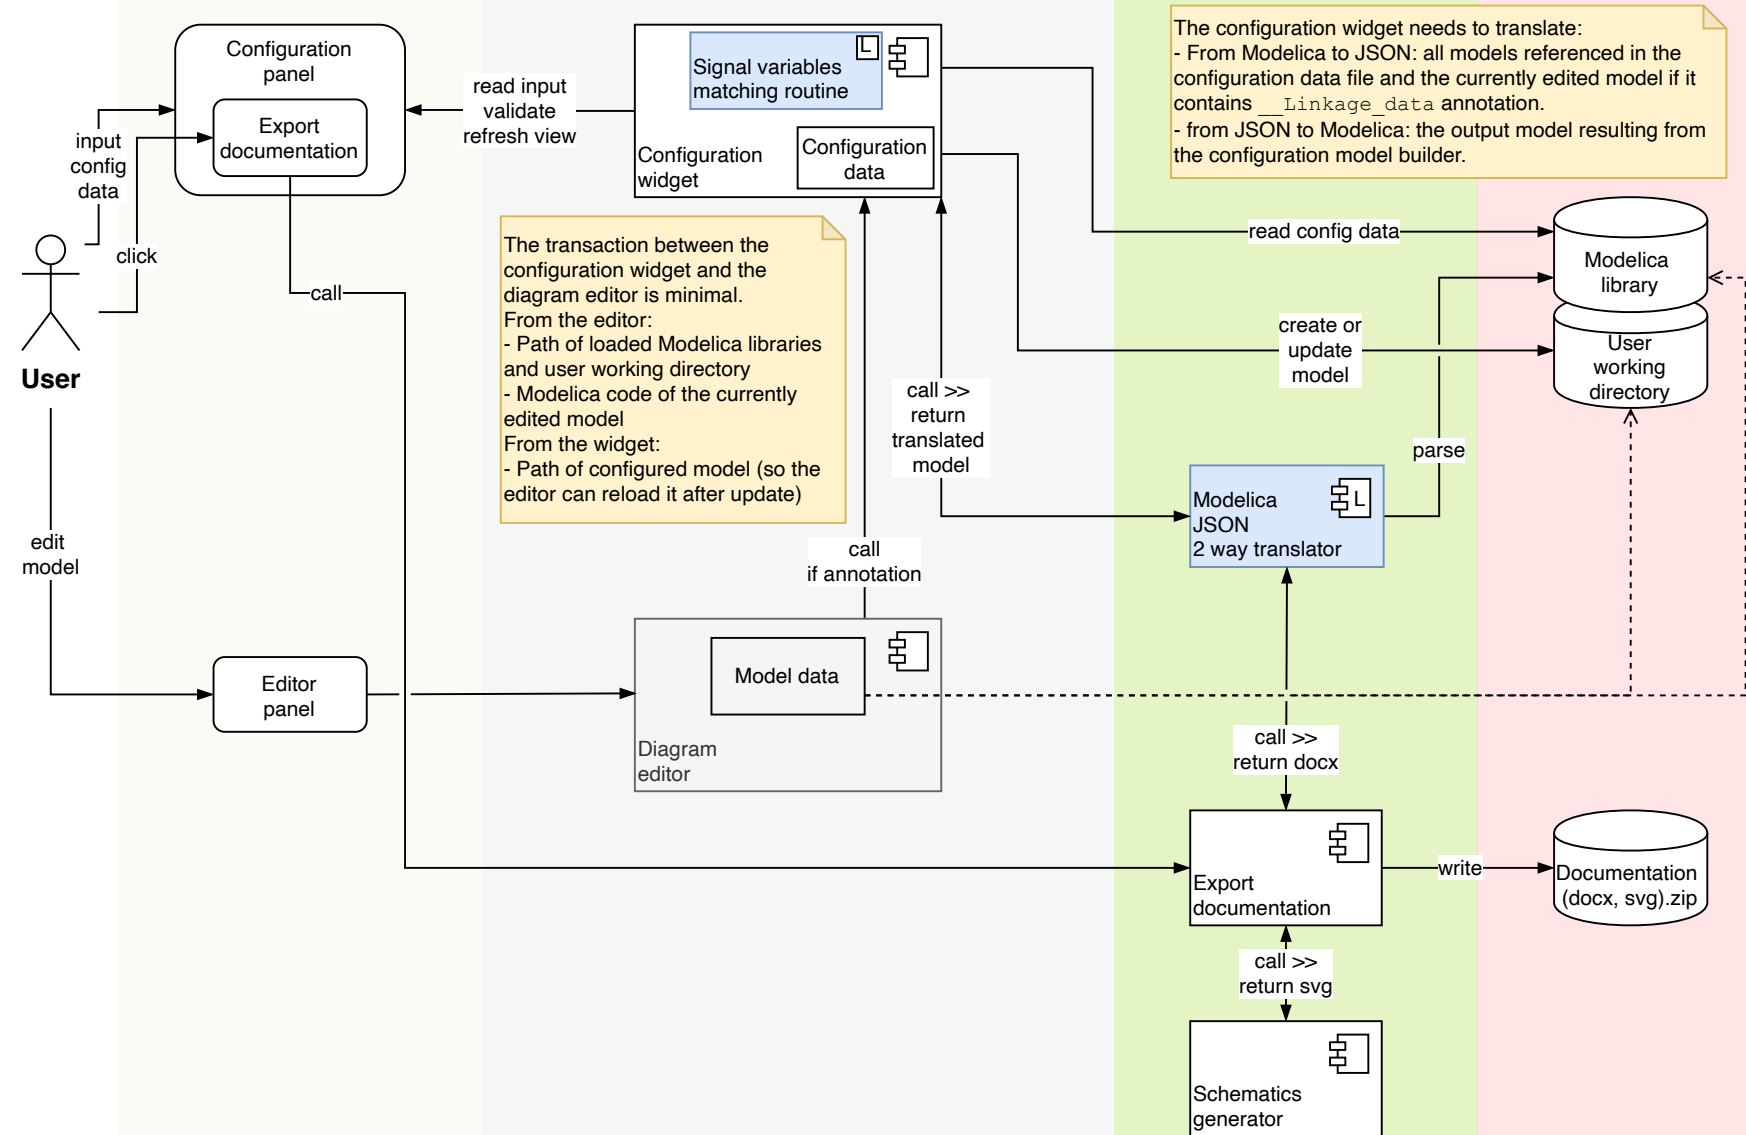 Configuration
panel
Export
documentation
input
config
data
click
User
call
edit
model
Editor
panel
read input
validate
refresh view
Signal variables
matching routine
L
Configuration
widget
Configuration
data
The transaction between the
configuration widget and the
diagram editor is minimal.
From the editor:
- Path of loaded Modelica libraries
and user working directory
- Modelica code of the currently
edited model
From the widget:
- Path of configured model (so the
editor can reload it after update)
call
if annotation
call >>
return
translated
model
Model data
Diagram
editor
The configuration widget needs to translate:
- From Modelica to JSON: all models referenced in the
configuration data file and the currently edited model if it
contains __Linkage_data annotation.
- from JSON to Modelica: the output model resulting from
the configuration model builder.
read config data
Modelica
library
create or
update
model
User
working
directory
parse
Modelica
JSON
2 way translator
L
call >>
return docx
Export
documentation
write
Documentation
(docx, svg).zip
call >>
return svg
Schematics
generator